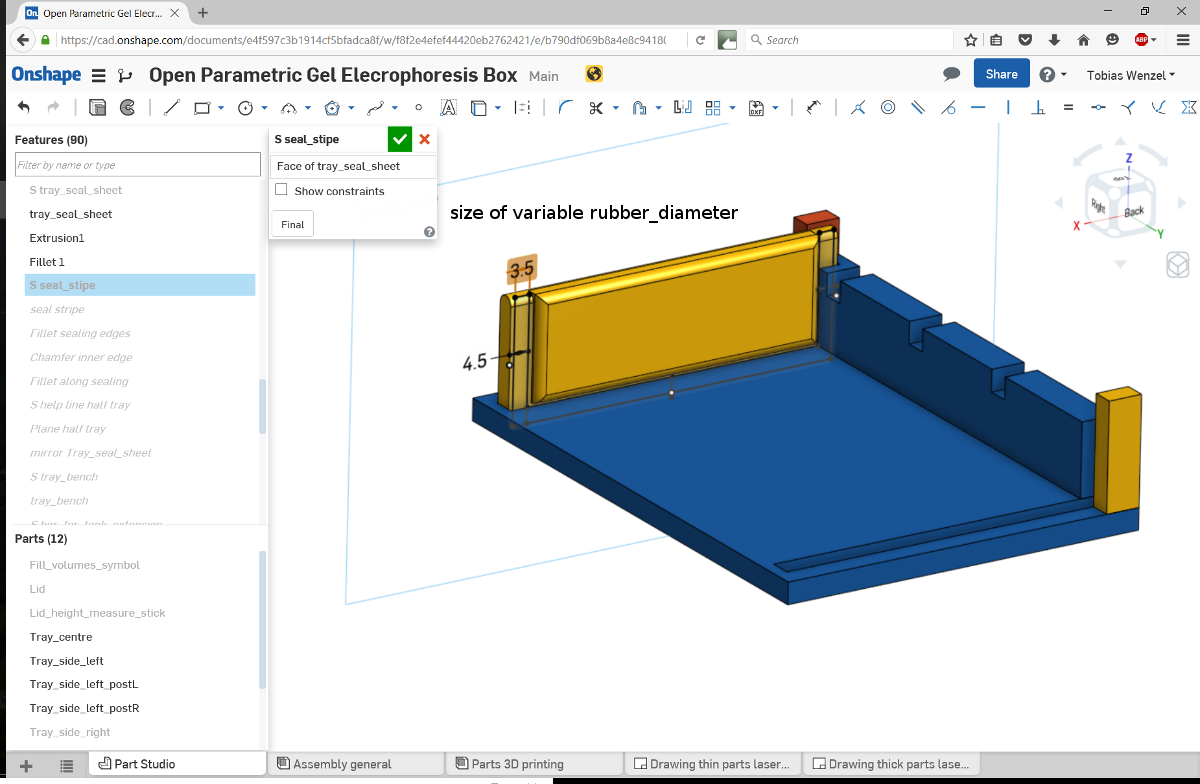 Open Parametric Gel Elecr...
https://cad.onshape.com/documents/e4f597c3b1914cf5bfadca8f/w/f8f2e4efef44420eb2762421/e/b790df069b8a4e8c9418(
Search
ABP
Onshape
Open Parametric Gel Elecrophoresis Box
Main
Share
Tobias Wenzel
DXF
Features (90)
Filter by name or type
S tray_seal_sheet
tray_seal_sheet
Extrusion1
Fillet 1
S seal_stipe
seal stripe
Fillet sealing edges
Chamfer inner edge
Fillet along sealing
S help line half tray
Plane half tray
mirror Tray_seal_sheet
S tray_bench
tray_bench
S bar_for_tank_extension
Parts (12)
Fill_volumes_symbol
Lid
Lid_height_measure_stick
Tray_centre
Tray_side_left
Tray_side_left_postL
Tray_side_left_postR
Tray_side_right
S seal_stipe
Face of tray_seal_sheet
Show constraints
Final
size of variable rubber_diameter
3.5
4.5
Z
Top
Right
Back
X
Y
Part Studio
Assembly general
Parts 3D printing
Drawing thin parts laser...
Drawing thick parts lase...